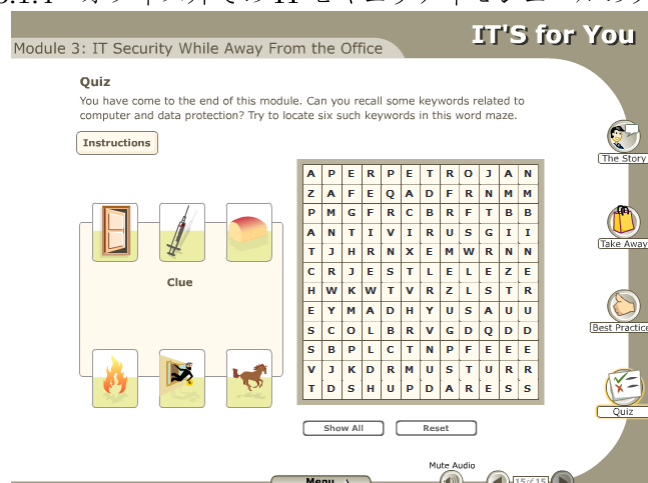 IT'S for You
Module 3: IT Security While Away From the Office
Quiz
You have come to the end of this module. Can you recall some keywords related to
computer and data protection? Try to locate six such keywords in this word maze.
Instructions
Clue
A P E R P E T R O J A N
Z A F E Q A D F R N M M
P M G F R C B R F T B B
A N T I V I R U S G I I
T J H R N X E M W R N N
C R J E S T L E L E Z E
H W K W T V R Z L S T R
E Y M A D H Y U S A U U
S C O L B R V G D Q D D
S B P L C T N P F E E E
V J K D R M U S T U R R
T D S H U P D A R E S S
Show All
Reset
The Story
Take Away
Best Practice
Quiz
Mute Audio
Menu
15 of 15